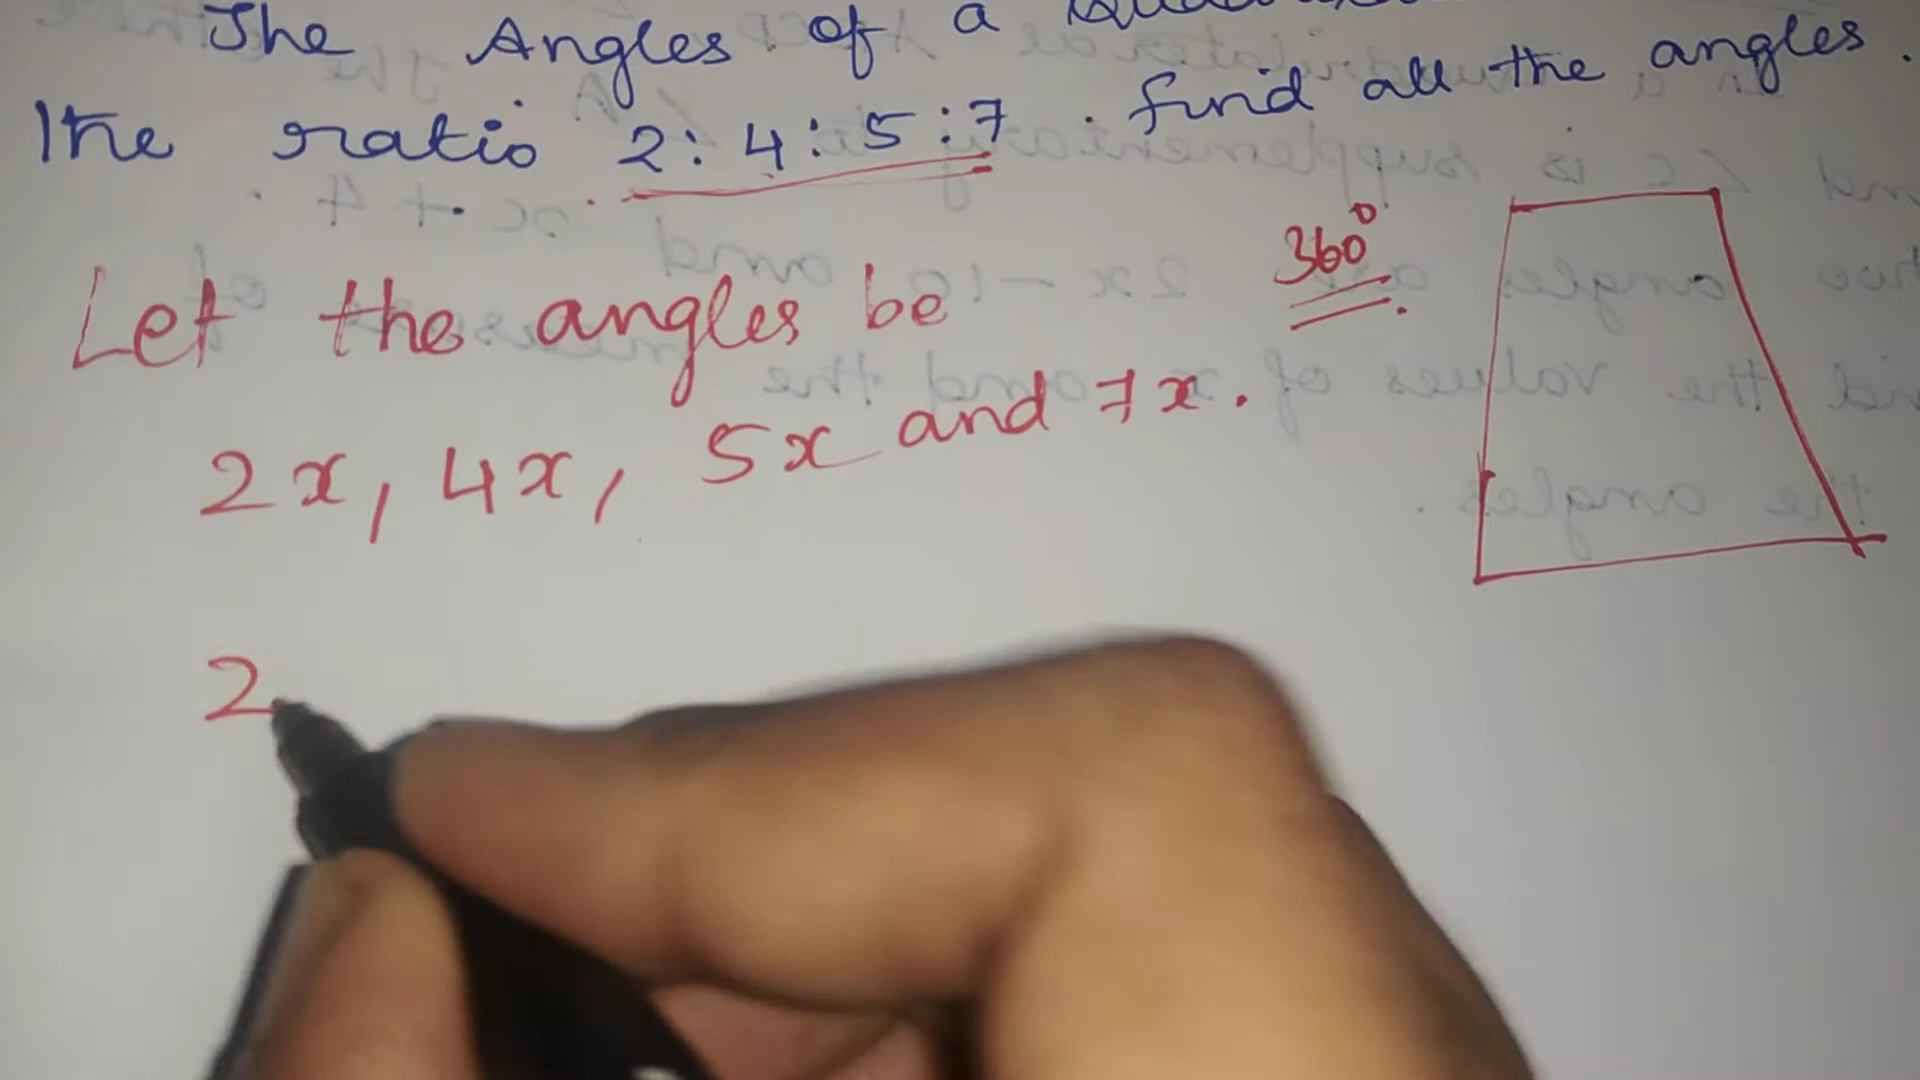 The Angles of a
the ratio 2:4:5:7. find all the angles.
360°
Let the angles be
2x, 4x, 5x and 7x.
2